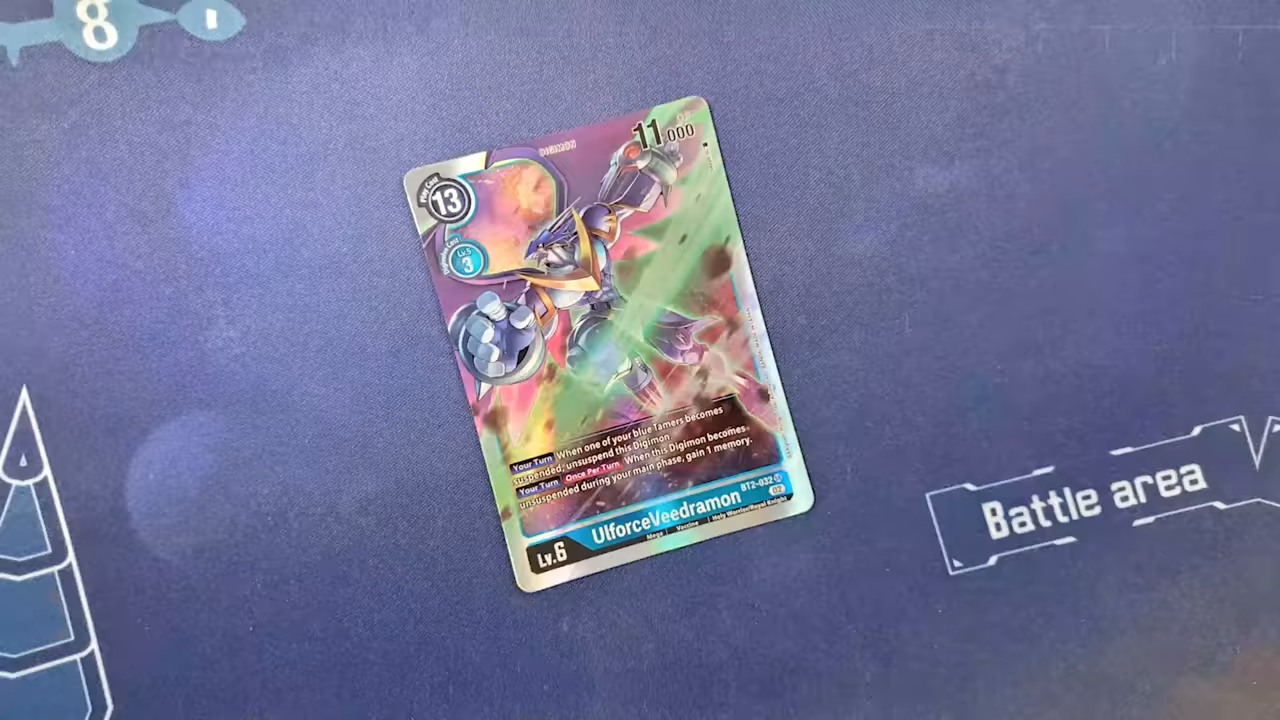 8
DIGIMON
11000
Play Cost
13
Digivolve Cost
Lv.5
3
Your Turn When one of your blue Tamers becomes
suspended, unsuspend this Digimon
Your Turn Once Per Turn When this Digimon becomes
unsuspended during your main phase, gain 1 memory.
BT2-032
UlforceVeedramon
02
Lv.6
Mega Vaccine Holy Warrior/Royal Knight
Battle area